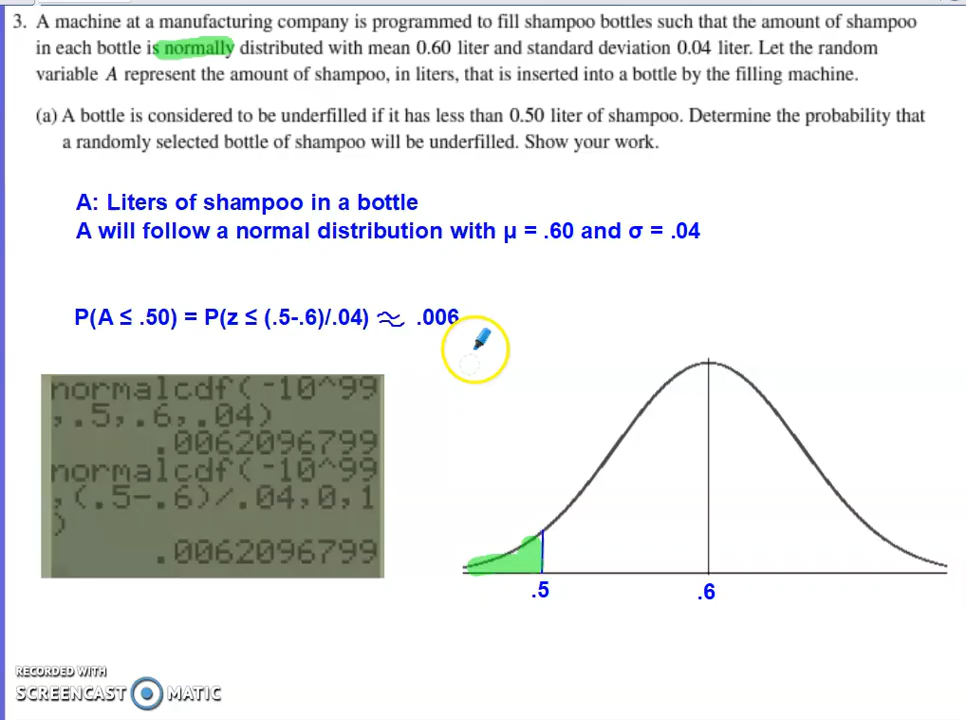 3. A machine at a manufacturing company is programmed to fill shampoo bottles such that the amount of shampoo
in each bottle is normally distributed with mean 0.60 liter and standard deviation 0.04 liter. Let the random
variable A represent the amount of shampoo, in liters, that is inserted into a bottle by the filling machine.
(a) A bottle is considered to be underfilled if it has less than 0.50 liter of shampoo. Determine the probability that
a randomly selected bottle of shampoo will be underfilled. Show your work.
A: Liters of shampoo in a bottle
A will follow a normal distribution with µ = .60 and σ = .04
P(A ≤ .50) = P(z ≤ (.5-.6)/.04) ≈ .006
normalcdf(⁻10^99
,.5,.6,.04)
.0062096799
normalcdf(⁻10^99
,(.5-.6)/.04,0,1
)
.0062096799
.5
.6
RECORDED WITH
SCREENCAST MATIC